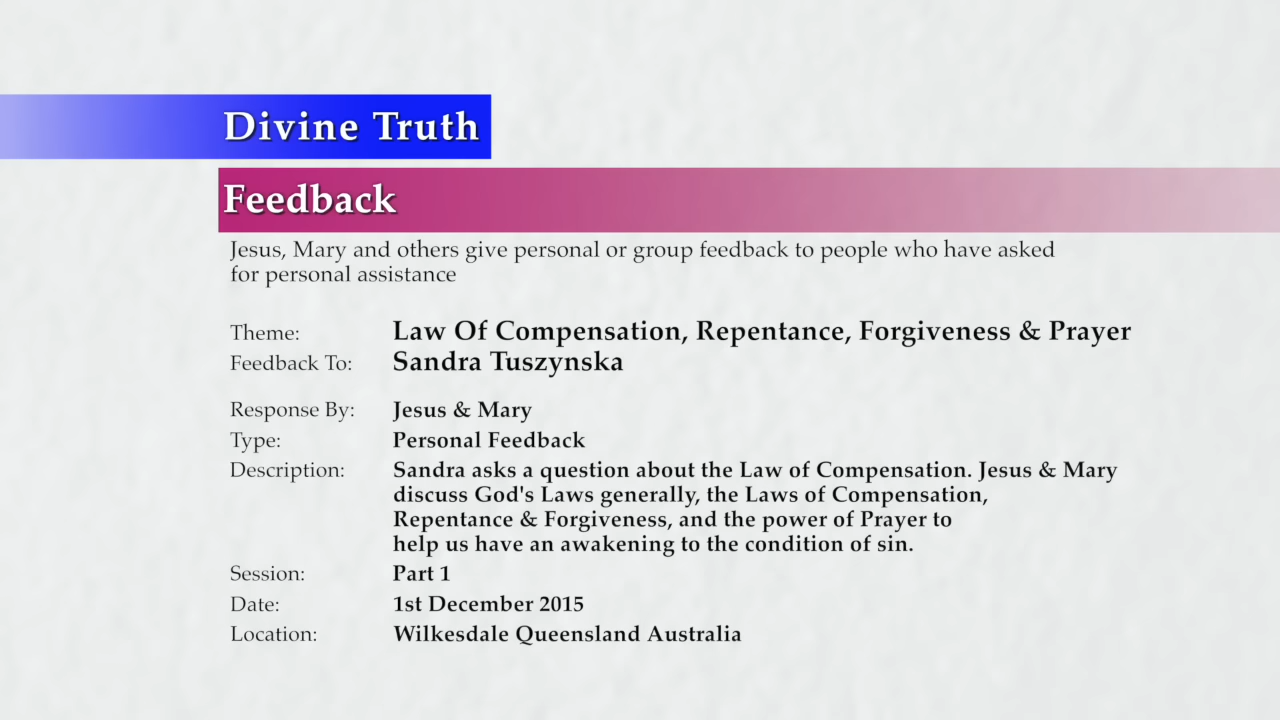 Divine Truth
Feedback
Jesus, Mary and others give personal or group feedback to people who have asked
for personal assistance
Theme: Law Of Compensation, Repentance, Forgiveness & Prayer
Feedback To: Sandra Tuszynska
Response By: Jesus & Mary
Type: Personal Feedback
Description: Sandra asks a question about the Law of Compensation. Jesus & Mary
discuss God's Laws generally, the Laws of Compensation,
Repentance & Forgiveness, and the power of Prayer to
help us have an awakening to the condition of sin.
Session: Part 1
Date: 1st December 2015
Location: Wilkesdale Queensland Australia